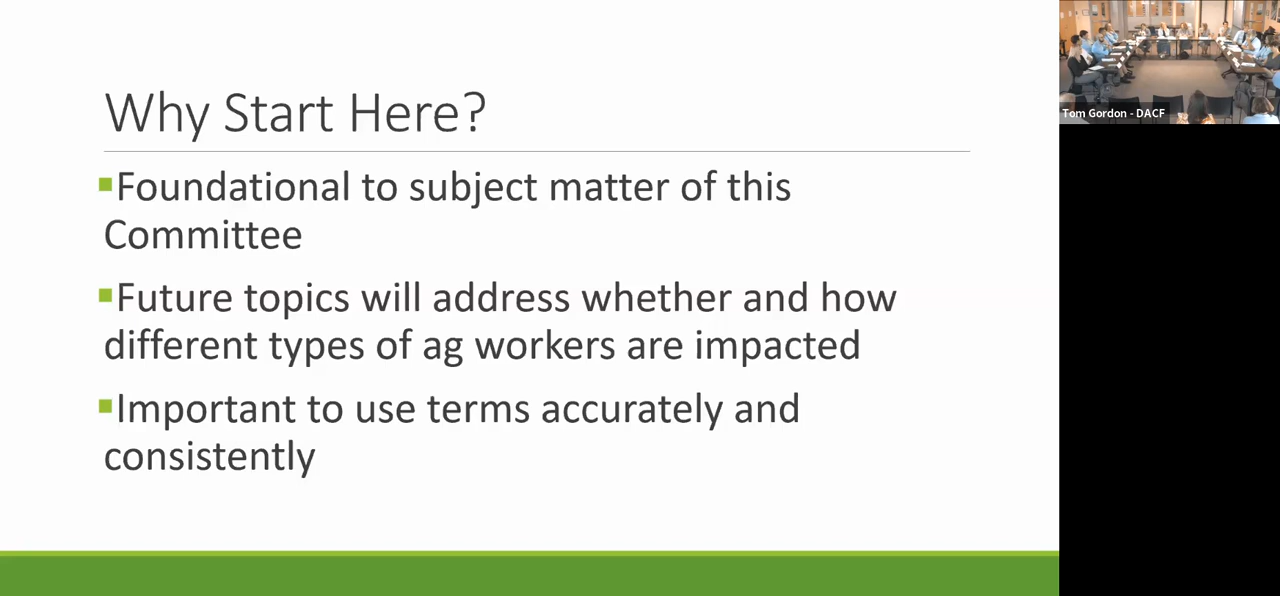 Why Start Here?
▪Foundational to subject matter of this
Committee
▪Future topics will address whether and how
different types of ag workers are impacted
▪Important to use terms accurately and
consistently
Tom Gordon - DACF